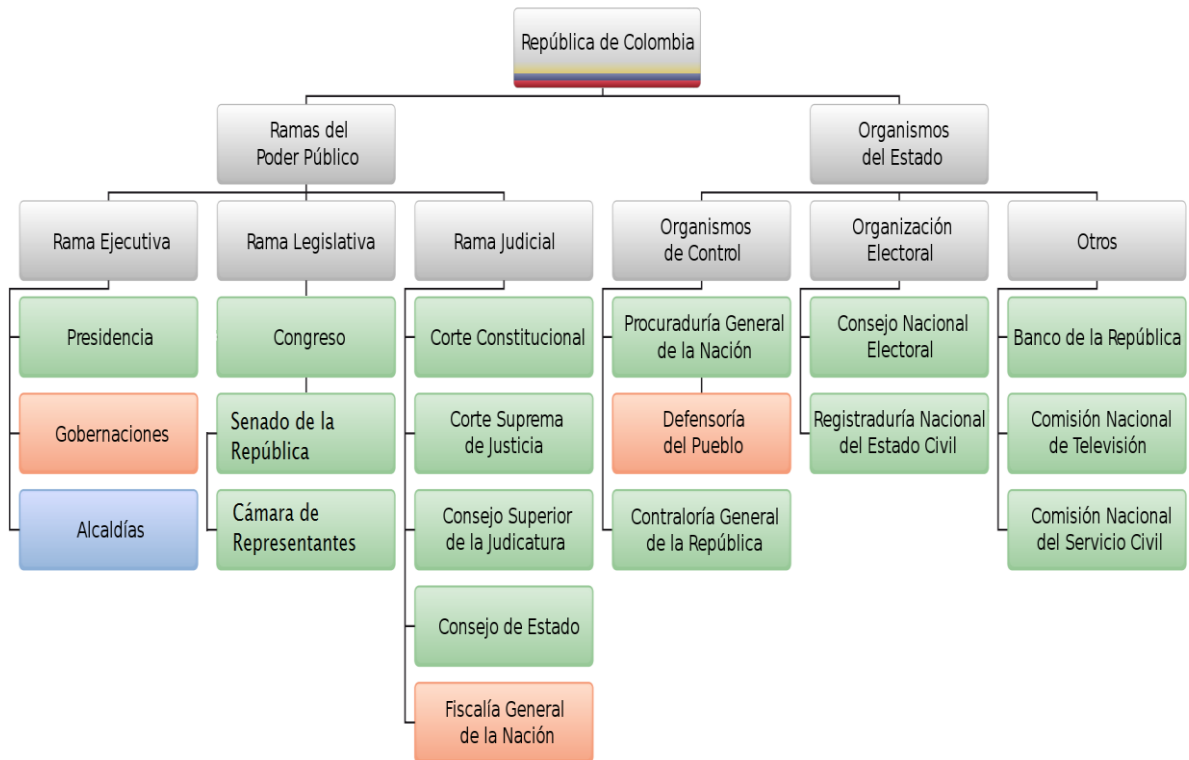 República de Colombia
Ramas del
Poder Público
Organismos
del Estado
Rama Ejecutiva
Rama Legislativa
Rama Judicial
Organismos
de Control
Organización
Electoral
Otros
Presidencia
Congreso
Corte Constitucional
Procuraduría General
de la Nación
Consejo Nacional
Electoral
Banco de la República
Gobernaciones
Senado de la
República
Corte Suprema
de Justicia
Defensoría
del Pueblo
Registraduría Nacional
del Estado Civil
Comisión Nacional
de Televisión
Alcaldías
Cámara de
Representantes
Consejo Superior
de la Judicatura
Contraloría General
de la República
Comisión Nacional
del Servicio Civil
Consejo de Estado
Fiscalía General
de la Nación